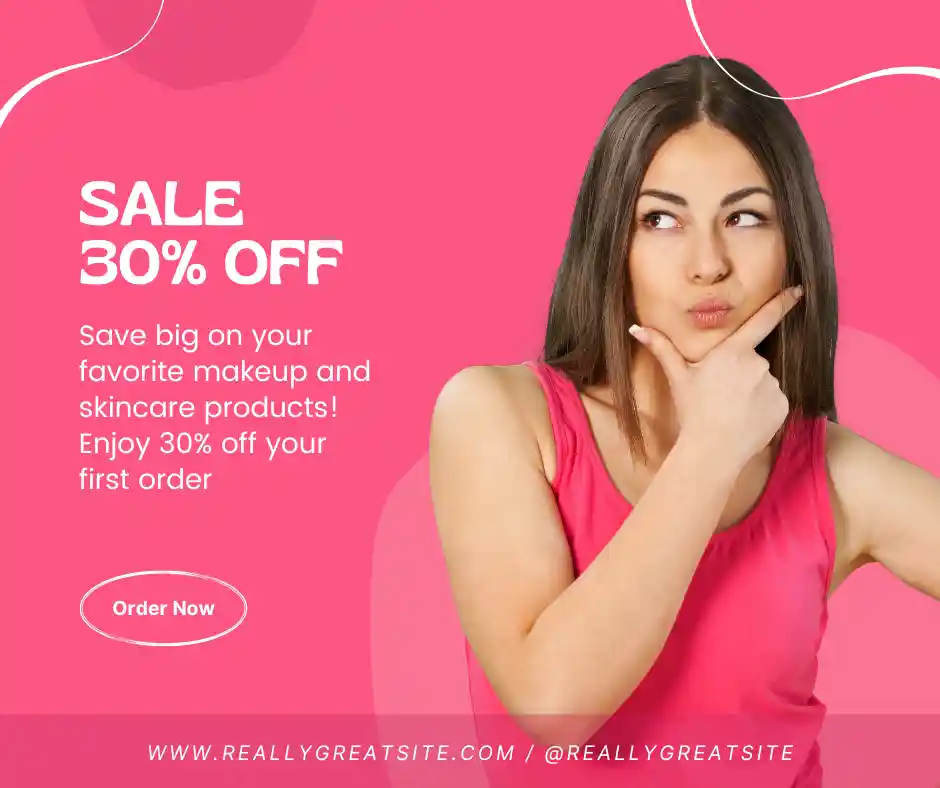 SALE
30% OFF
Save big on your
favorite makeup and
skincare products!
Enjoy 30% off your
first order
Order Now
WWW.REALLYGREATSITE.COM / @REALLYGREATSITE